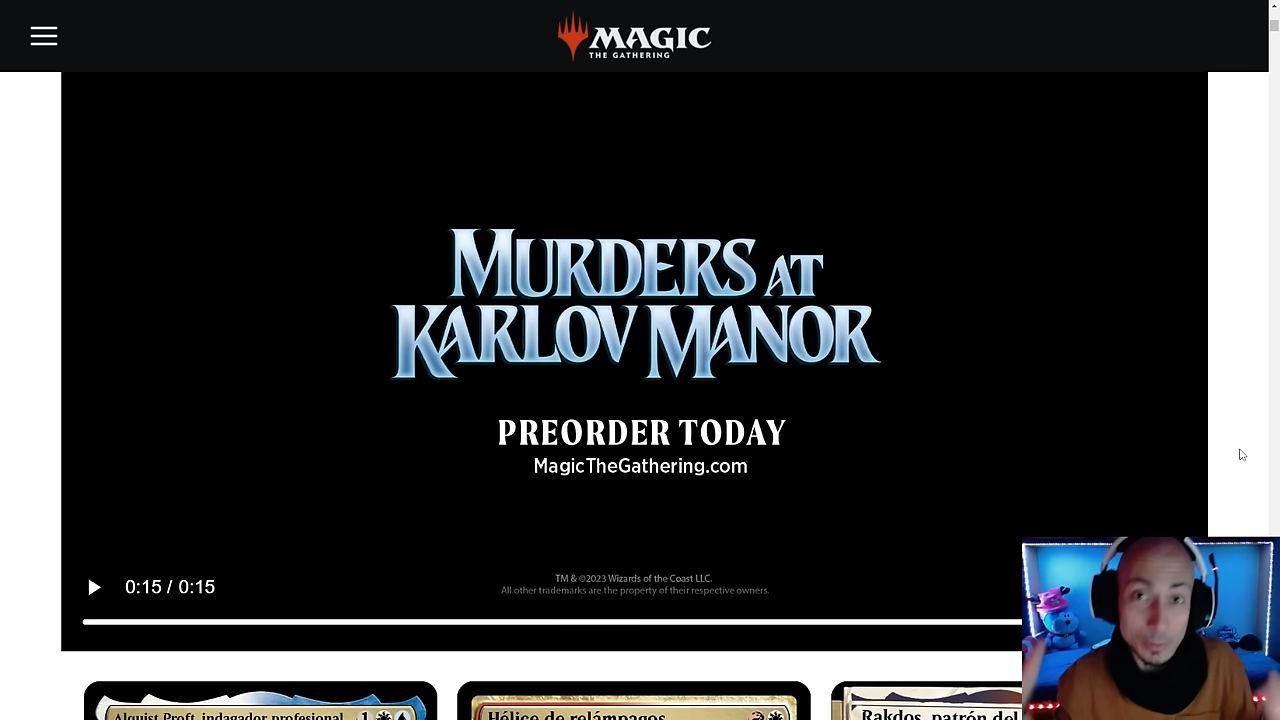 MAGIC
THE GATHERING
MURDERS AT
KARLOV MANOR
PREORDER TODAY
MagicTheGathering.com
TM & ©2023 Wizards of the Coast LLC.
All other trademarks are the property of their respective owners.
0:15 / 0:15
Alquist Proft, indagador profesional 1
Hélice de relámpagos
Rakdos, patrón del